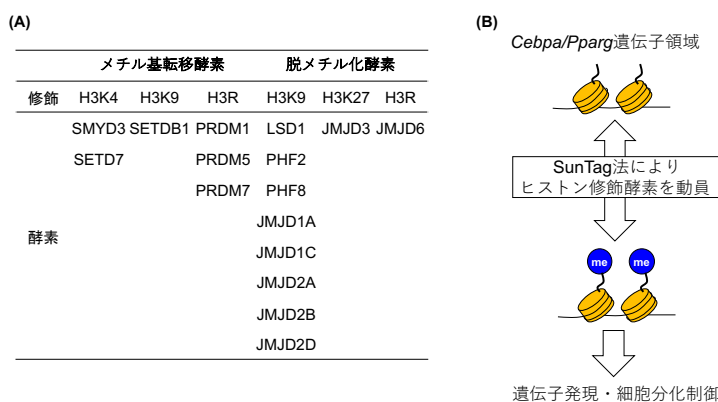 (A)
メチル基転移酵素 脱メチル化酵素
修飾 H3K4 H3K9 H3R H3K9 H3K27 H3R
SMYD3 SETDB1 PRDM1 LSD1 JMJD3 JMJD6
SETD7 PRDM5 PHF2
PRDM7 PHF8
JMJD1A
酵素
JMJD1C
JMJD2A
JMJD2B
JMJD2D
(B)
Cebpa/Pparg遺伝子領域
SunTag法により
ヒストン修飾酵素を動員
me me
遺伝子発現・細胞分化制御